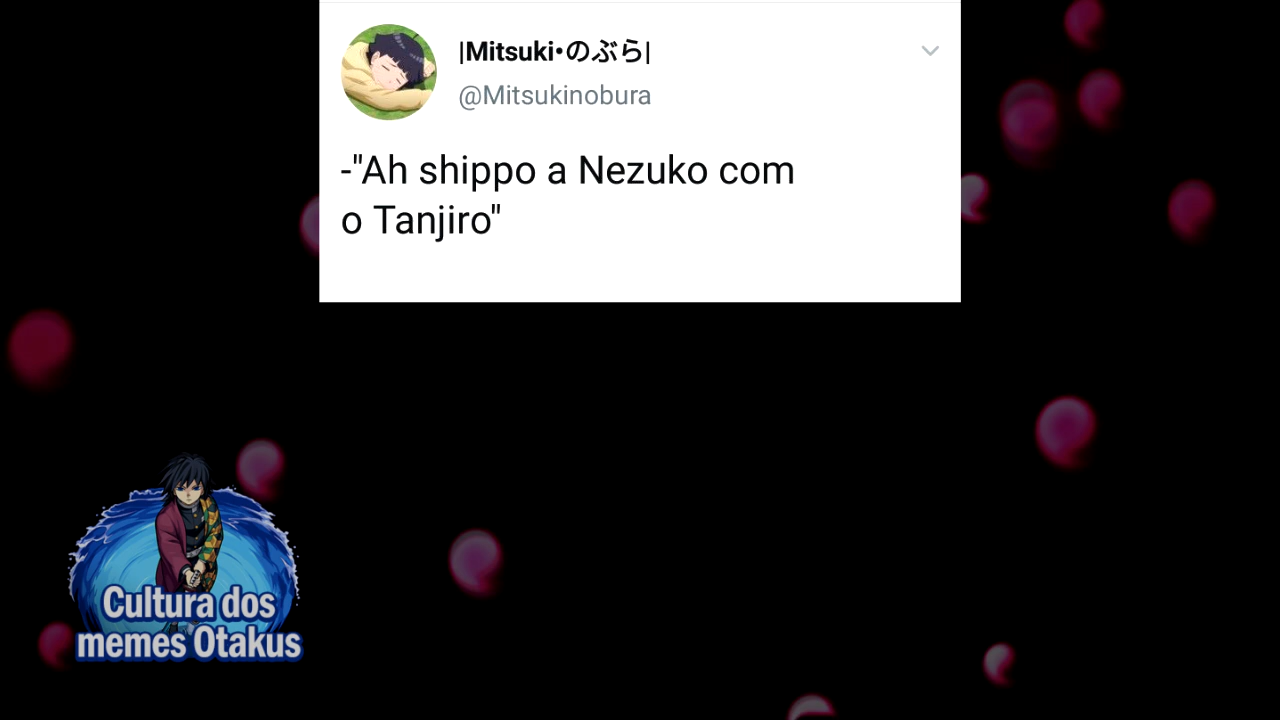 |Mitsuki•のぶら|
@Mitsukinobura
-"Ah shippo a Nezuko com
o Tanjiro"
Cultura dos
memes Otakus